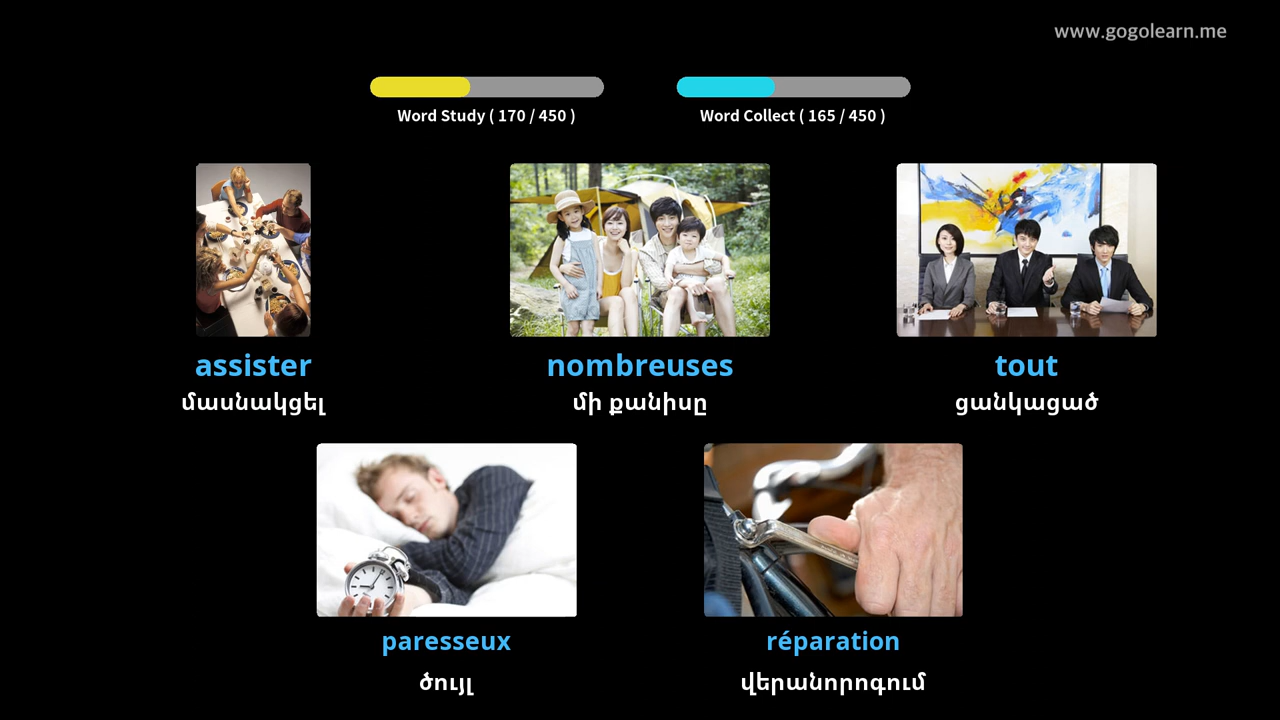 www.gogolearn.me
Word Study ( 170 / 450 )
Word Collect ( 165 / 450 )
assister
մասնակցել
nombreuses
մի քանիսը
tout
ցանկացած
paresseux
ծույլ
réparation
վերանորոգում